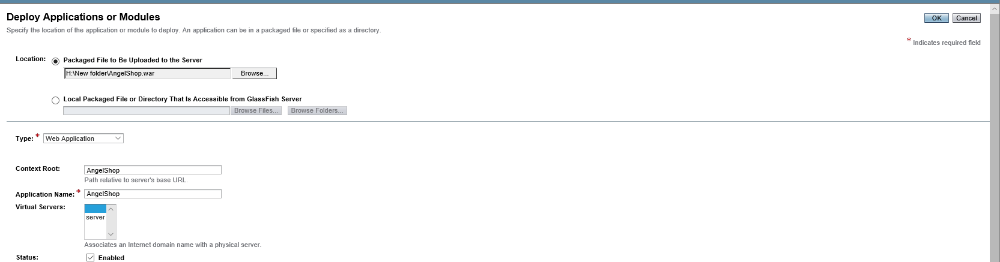 Deploy Applications or Modules
OK Cancel
Specify the location of the application or module to deploy. An application can be in a packaged file or specified as a directory.
* Indicates required field
Location: Packaged File to Be Uploaded to the Server
H:\New folder\AngelShop.war Browse...
Local Packaged File or Directory That Is Accessible from GlassFish Server
Browse Files... Browse Folders...
Type: * Web Application
Context Root: AngelShop
Path relative to server's base URL.
Application Name: * AngelShop
Virtual Servers:
server
Associates an Internet domain name with a physical server.
Status: Enabled